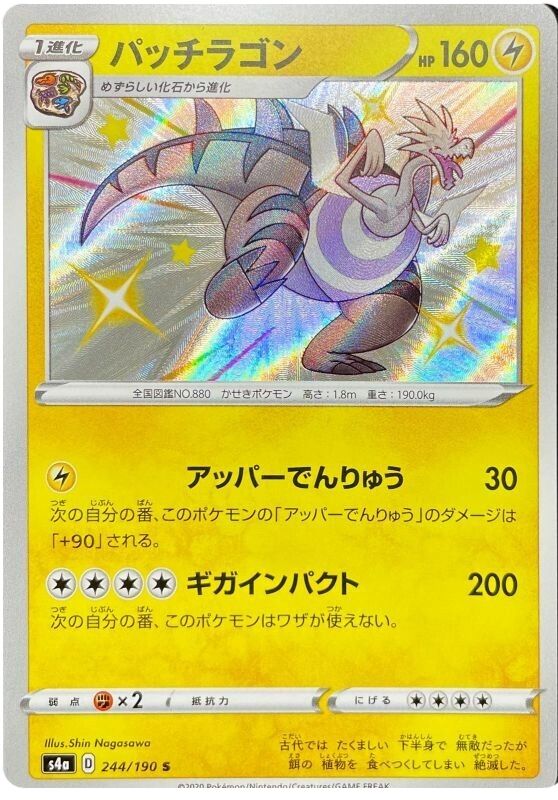 1進化
パッチラゴン HP160
めずらしい化石から進化
全国図鑑NO.880 かせきポケモン 高さ:1.8m 重さ:190.0kg
アッパーでんりゅう 30
次の自分の番、このポケモンの「アッパーでんりゅう」のダメージは
「+90」される。
ギガインパクト 200
次の自分の番、このポケモンはワザが使えない。
弱点 ×2 抵抗力 にげる
Illus.Shin Nagasawa
s4a D 244/190 S
古代では たくましい 下半身で 無敵だったが
餌の 植物を 食べつくしてしまい 絶滅した。
©2020 Pokémon/Nintendo/Creatures/GAME FREAK